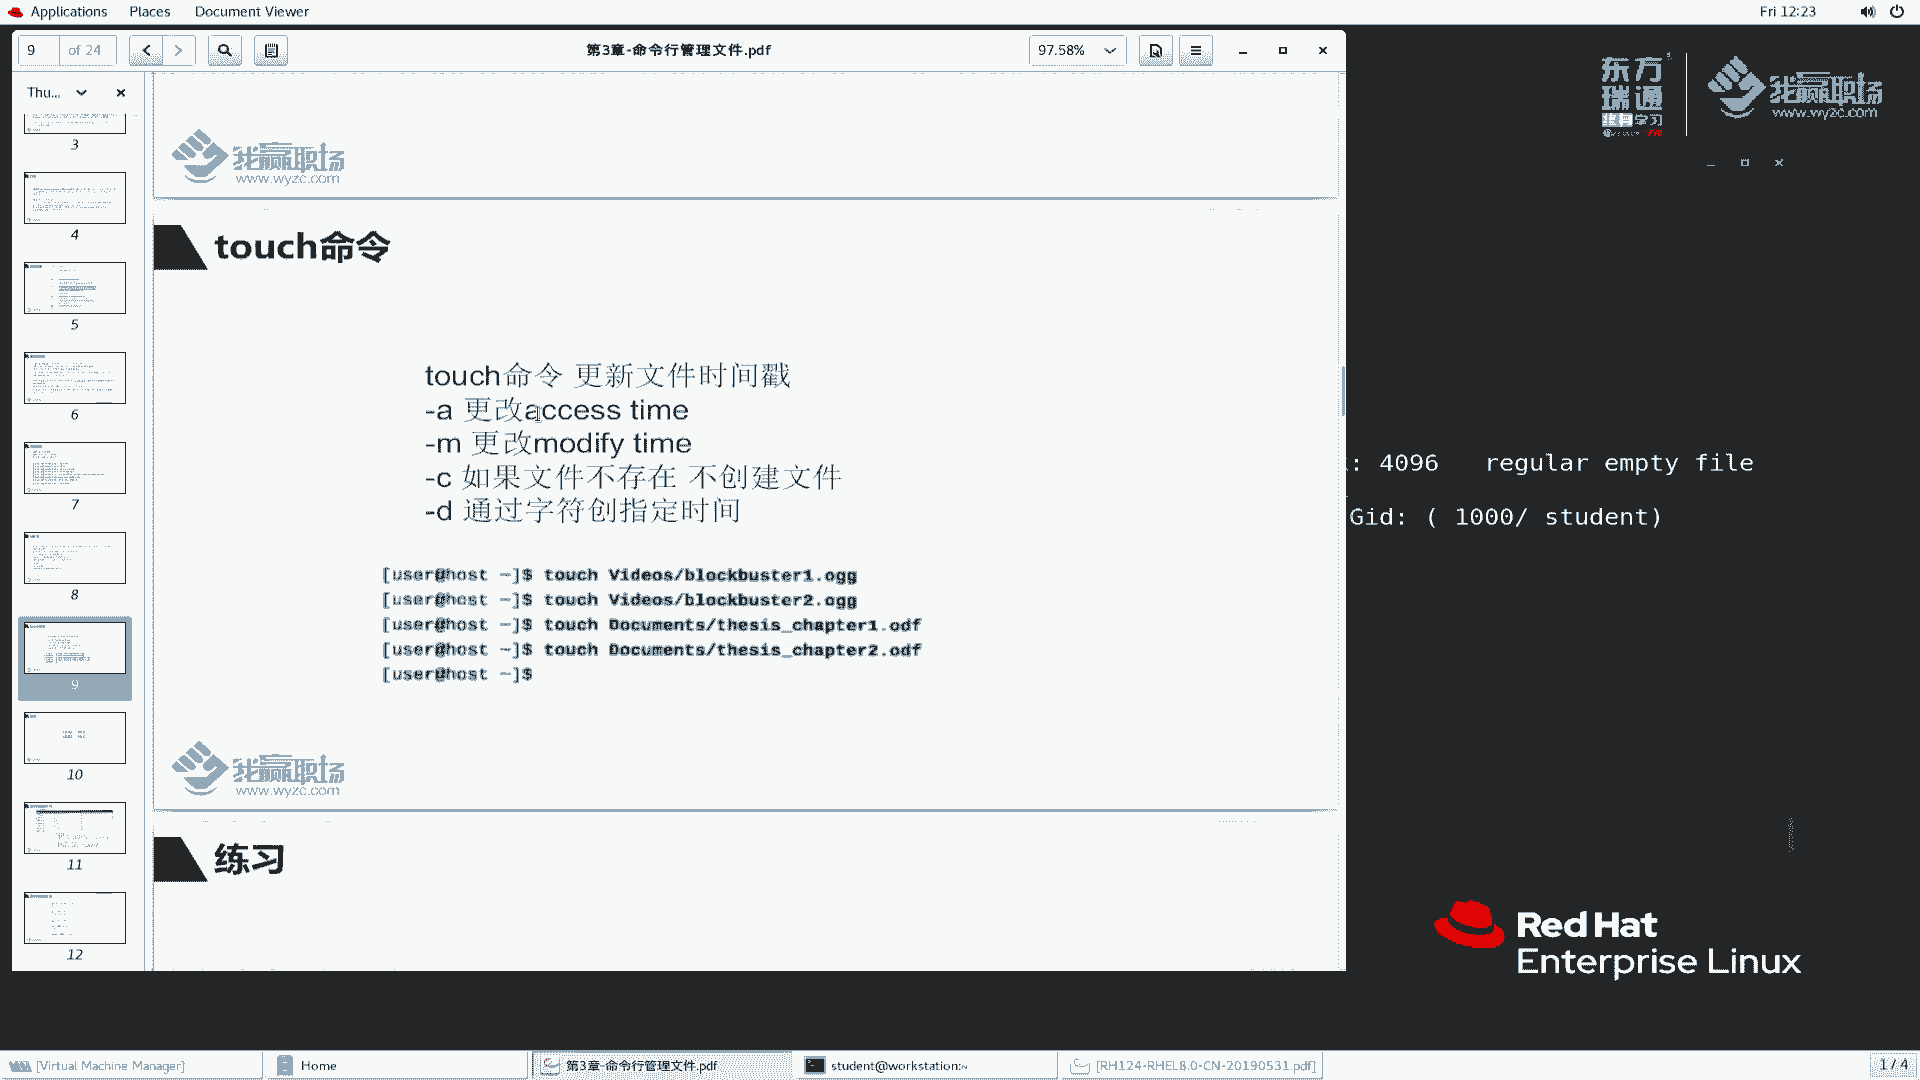 Applications Places Document Viewer Fri 12:23
9 of 24 第3章-命令行管理文件.pdf 97.58%
Thu...
3
4
5
6
7
8
9
10
11
12
我赢职场
www.wyzc.com
touch命令
touch命令 更新文件时间戳
-a 更改access time
-m 更改modify time
-c 如果文件不存在 不创建文件
-d 通过字符创指定时间
[user@host ~]$ touch Videos/blockbuster1.ogg
[user@host ~]$ touch Videos/blockbuster2.ogg
[user@host ~]$ touch Documents/thesis_chapter1.odf
[user@host ~]$ touch Documents/thesis_chapter2.odf
[user@host ~]$
我赢职场
www.wyzc.com
练习
东方
瑞通
终身学习
我赢职场
www.wyzc.com
: 4096 regular empty file
Gid: ( 1000/ student)
Red Hat
Enterprise Linux
[Virtual Machine Manager] Home 第3章-命令行管理文件.pdf student@workstation:~ [RH124-RHEL8.0-CN-20190531.pdf] 1 / 4